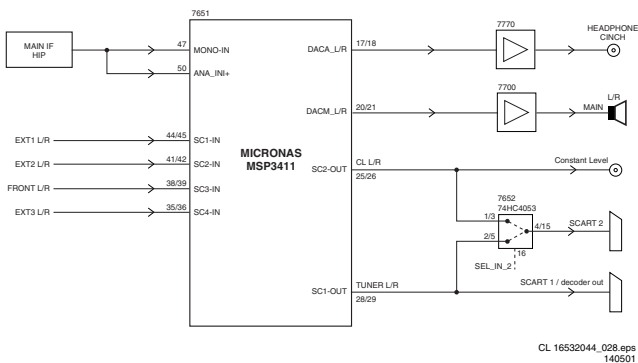 7651
7770
HEADPHONE
CINCH
MAIN IF
HIP
47
MONO-IN
DACA_L/R
17/18
50
ANA_INI+
7700
L/R
DACM_L/R
20/21
MAIN
EXT1 L/R
44/45
SC1-IN
EXT2 L/R
41/42
SC2-IN
MICRONAS
MSP3411
SC2-OUT
CL L/R
25/26
Constant Level
FRONT L/R
38/39
SC3-IN
7652
74HC4053
EXT3 L/R
35/36
SC4-IN
1/3
2/5
4/15
SCART 2
16
SEL_IN_2
SC1-OUT
TUNER L/R
28/29
SCART 1 / decoder out
CL 16532044_028.eps
140501